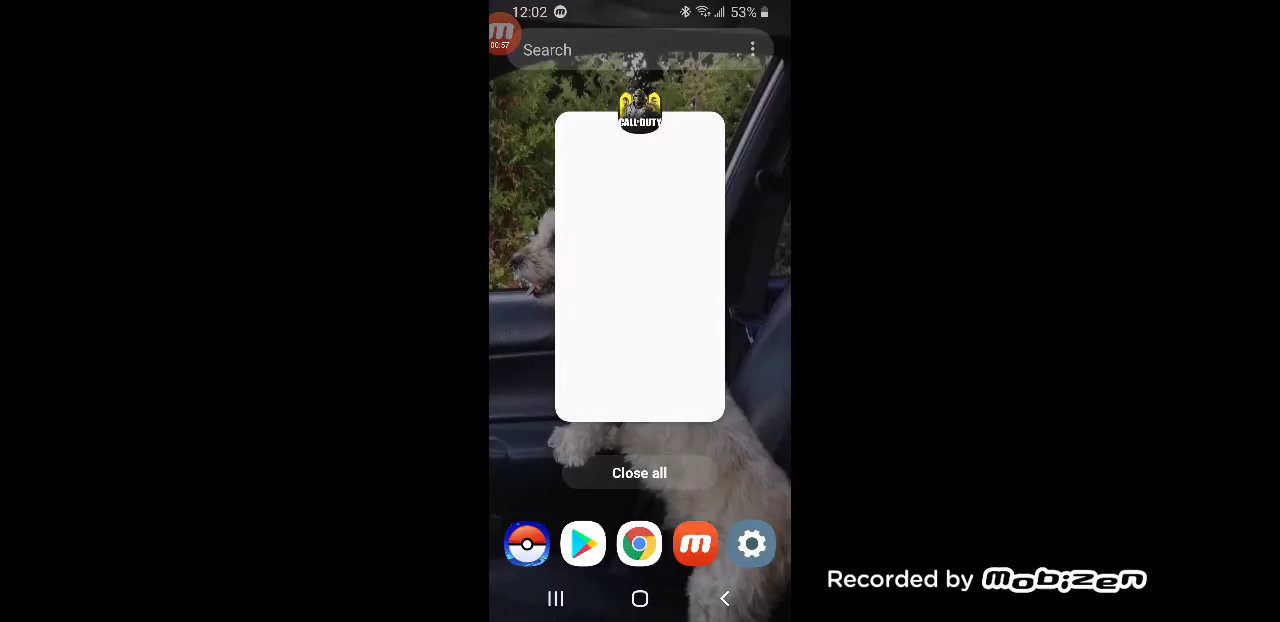 12:02
53%
00:57
Search
CALL·DUTY
Close all
Recorded by mobizen